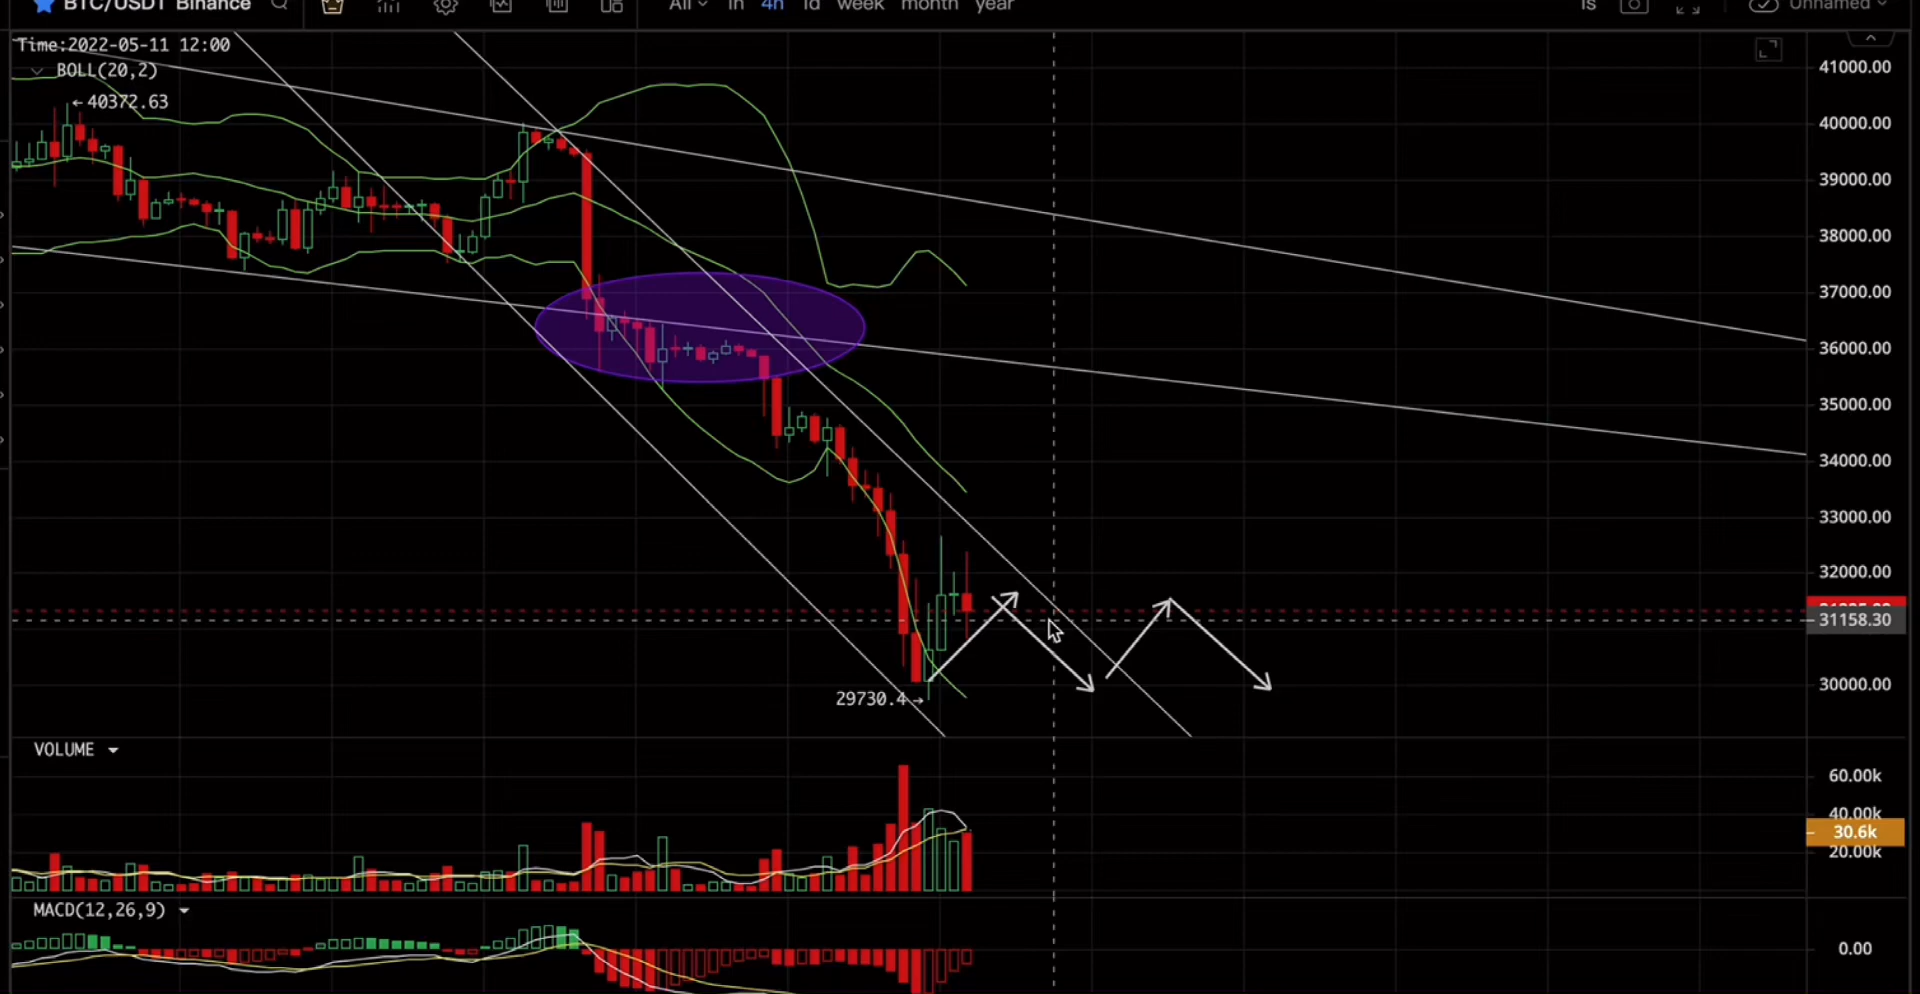 BTC/USDT Binance All 1h 4h 1d week month year 1s Unnamed
Time:2022-05-11 12:00
BOLL(20,2)
←40372.63
41000.00
40000.00
39000.00
38000.00
37000.00
36000.00
35000.00
34000.00
33000.00
32000.00
31158.30
30000.00
29730.4→
VOLUME
60.00k
40.00k
30.6k
20.00k
MACD(12,26,9)
0.00